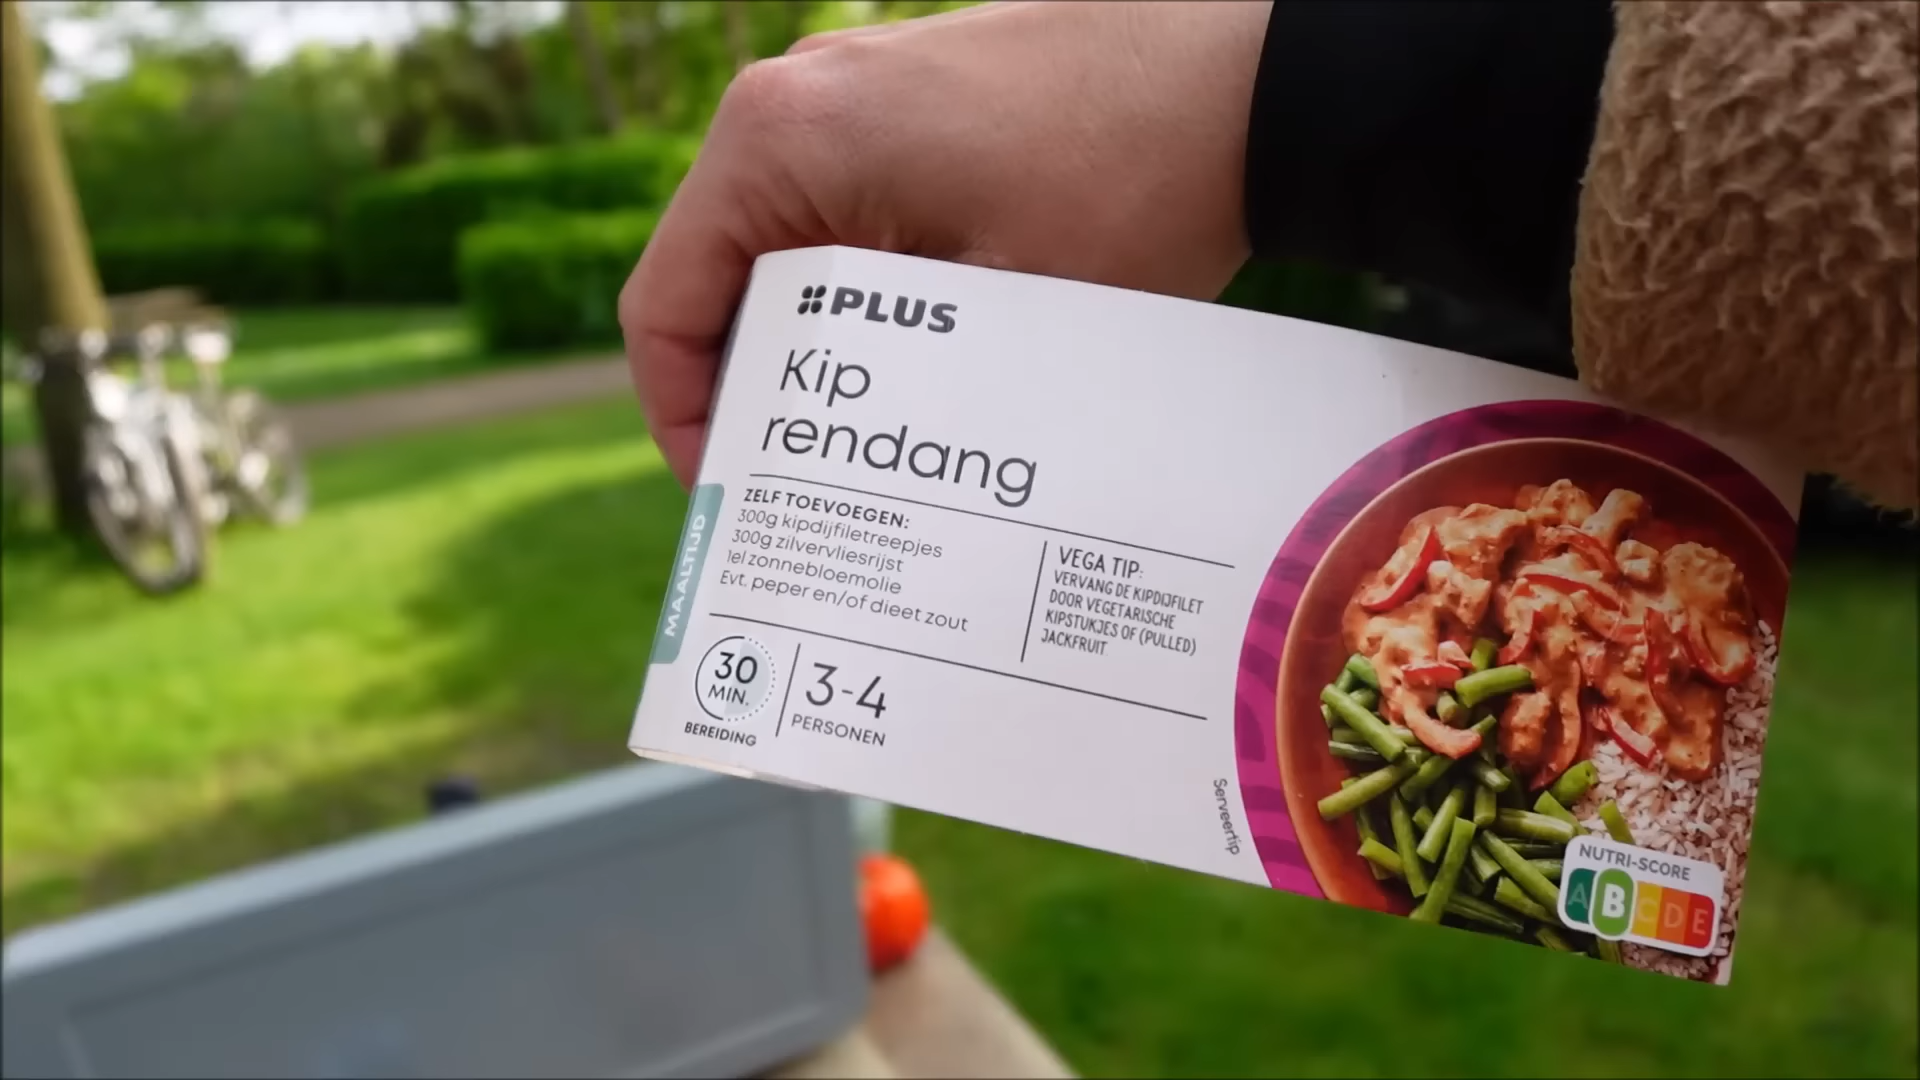 PLUS
Kip
rendang
ZELF TOEVOEGEN:
300g kipdijfiletreepjes
300g zilvervliesrijst
1el zonnebloemolie
Evt. peper en/of dieet zout
VEGA TIP:
VERVANG DE KIPDIJFILET
DOOR VEGETARISCHE
KIPSTUKJES OF (PULLED)
JACKFRUIT
MAALTIJD
30
MIN.
BEREIDING
3-4
PERSONEN
Serveertip
NUTRI-SCORE
A B C D E